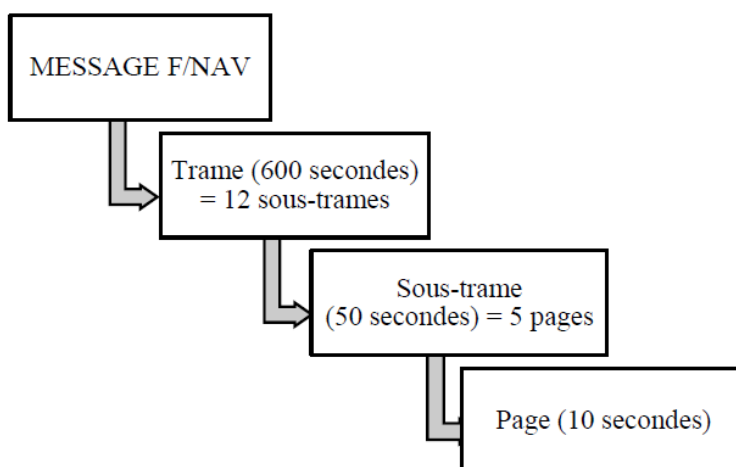 MESSAGE F/NAV
Trame (600 secondes)
= 12 sous-trames
Sous-trame
(50 secondes) = 5 pages
Page (10 secondes)